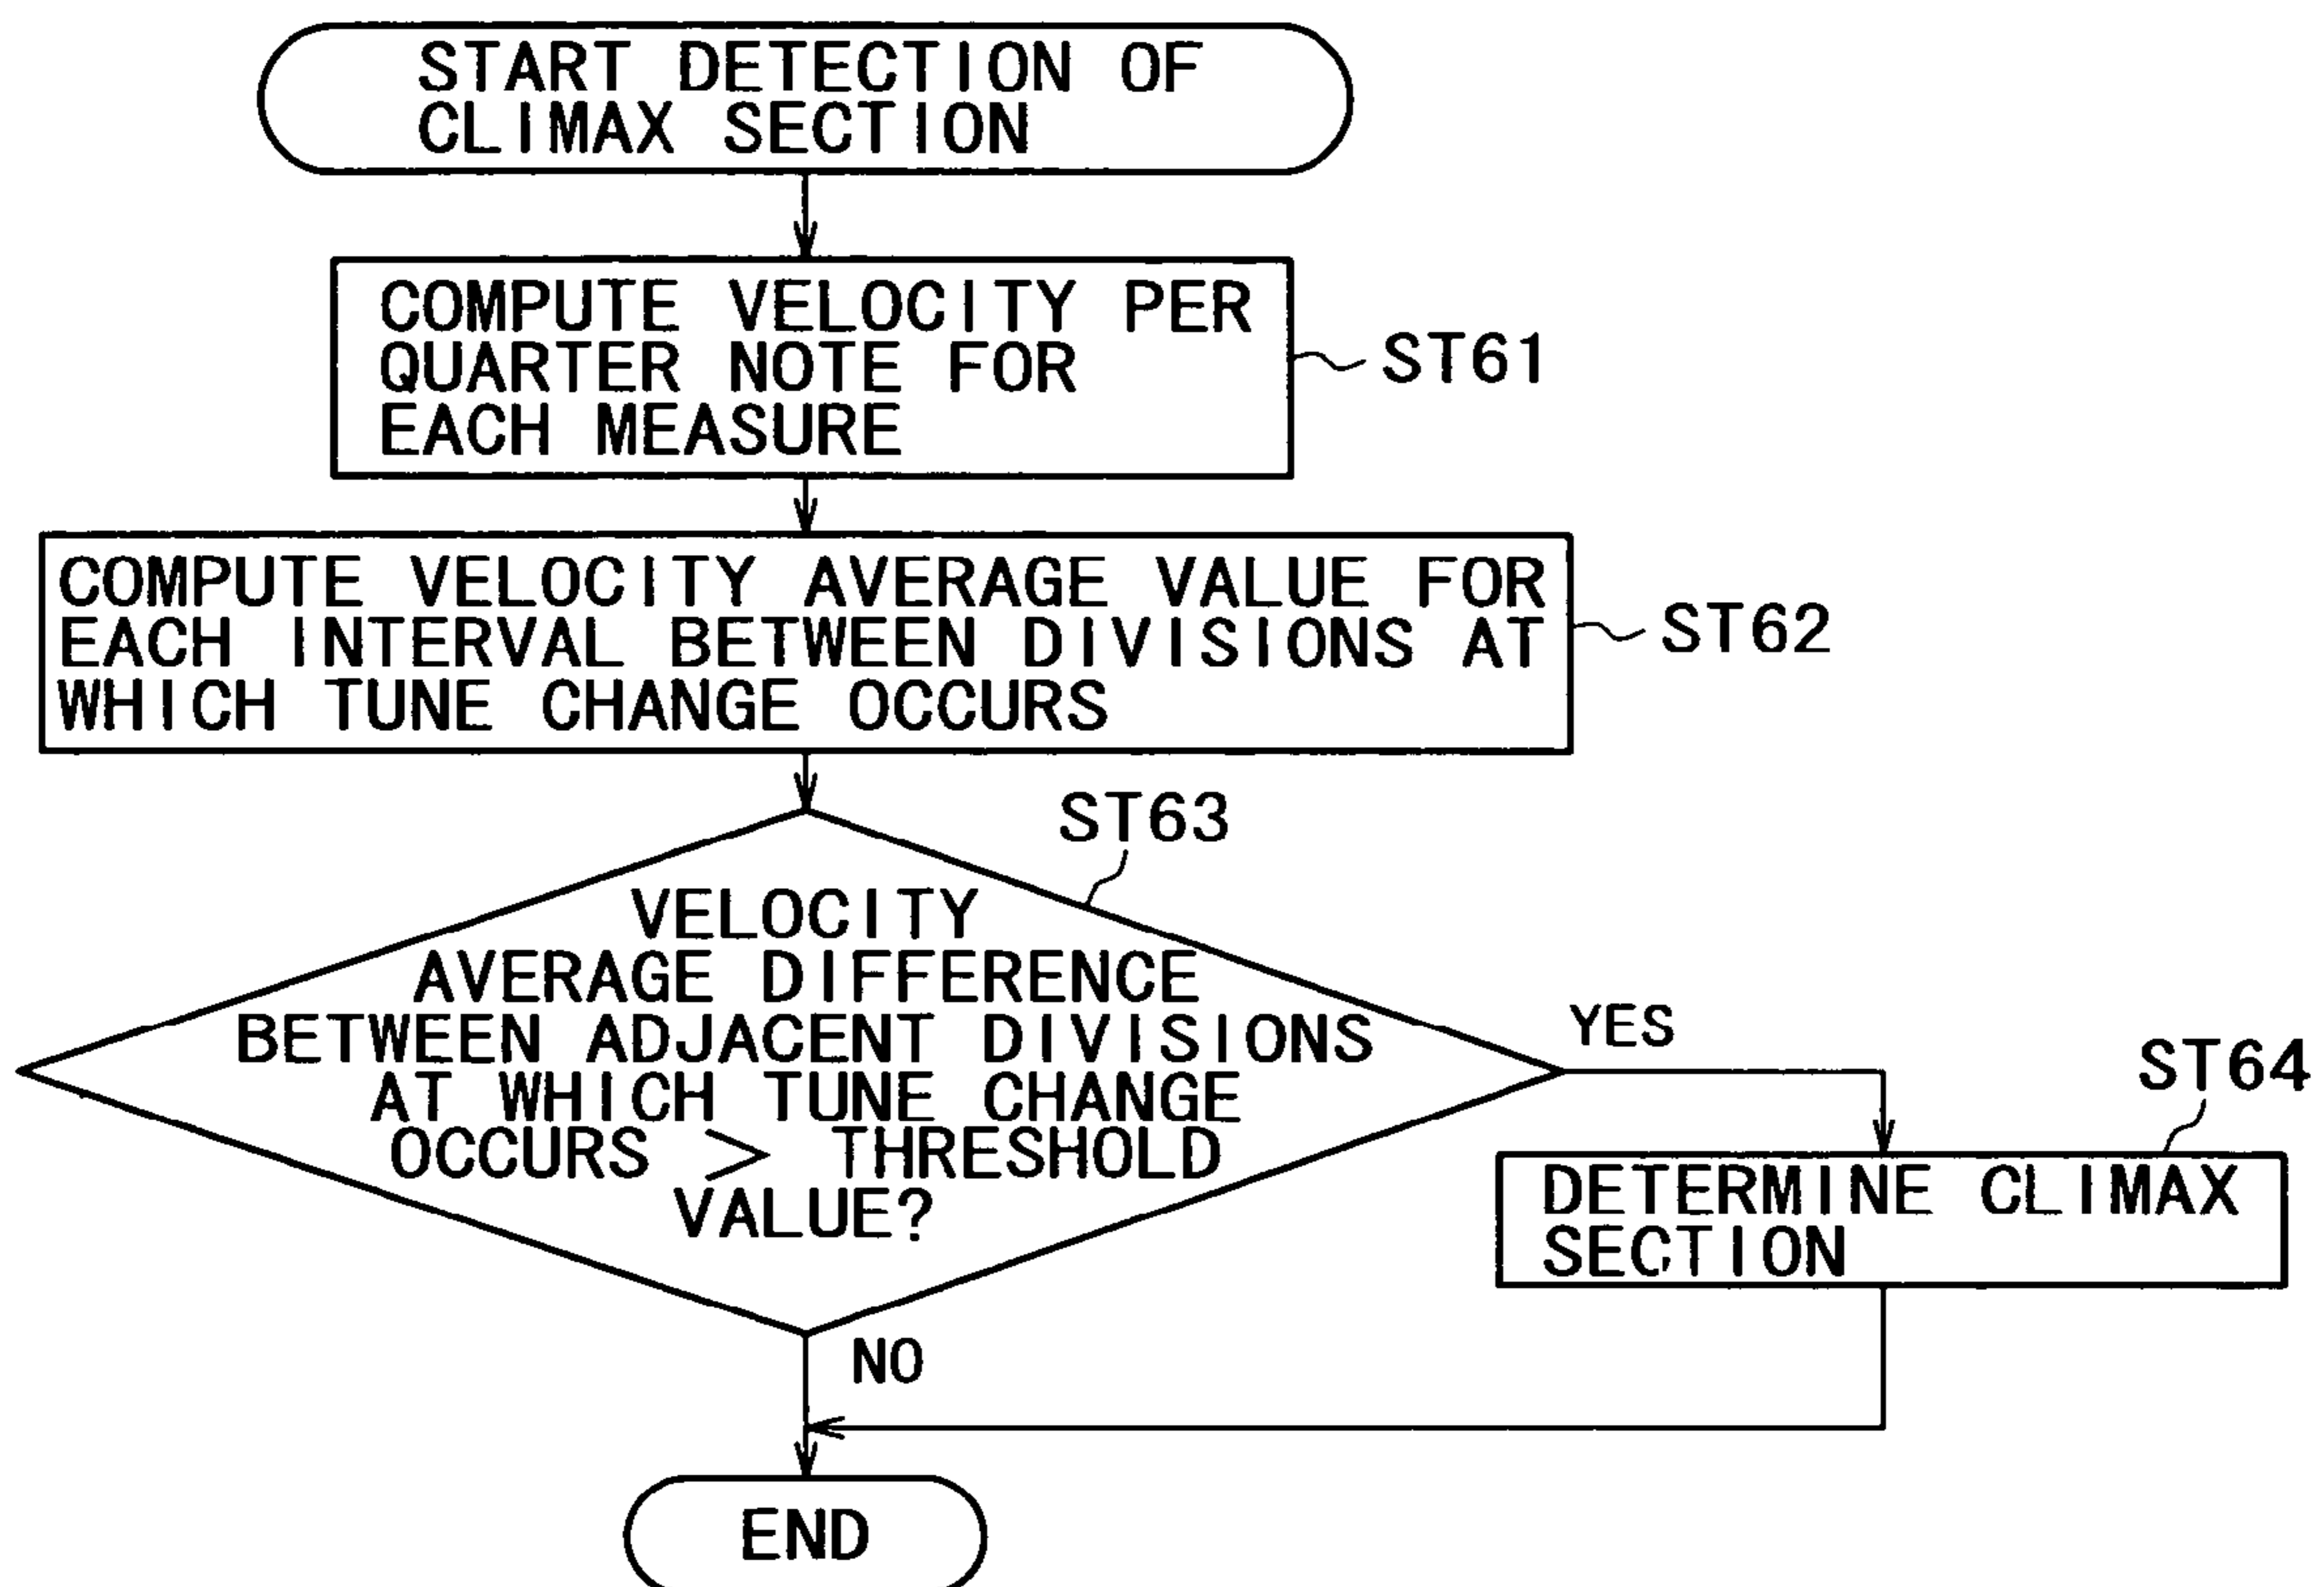 START DETECTION OF
CLIMAX SECTION
COMPUTE VELOCITY PER
QUARTER NOTE FOR
EACH MEASURE
ST61
COMPUTE VELOCITY AVERAGE VALUE FOR
EACH INTERVAL BETWEEN DIVISIONS AT
WHICH TUNE CHANGE OCCURS
ST62
ST63
VELOCITY
AVERAGE DIFFERENCE
BETWEEN ADJACENT DIVISIONS
AT WHICH TUNE CHANGE
OCCURS > THRESHOLD
VALUE?
YES
ST64
DETERMINE CLIMAX
SECTION
NO
END